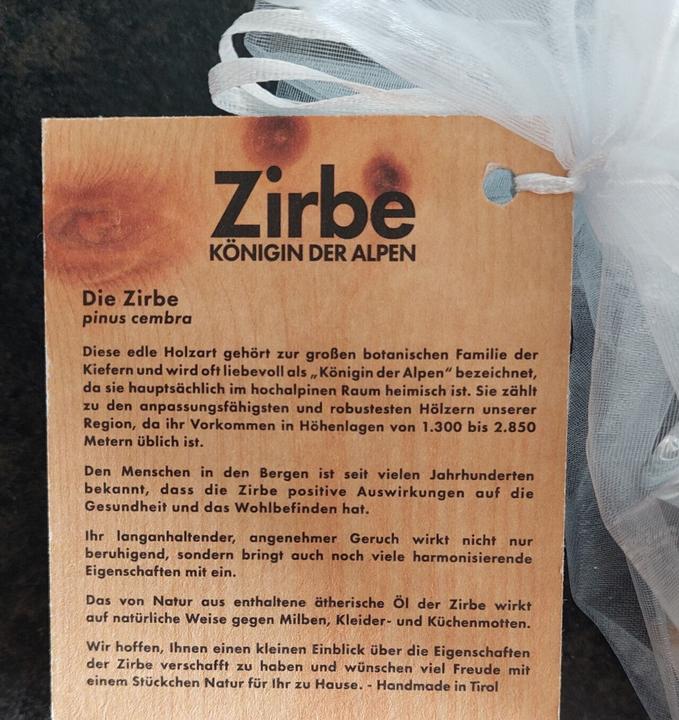 Zirbe
KÖNIGIN DER ALPEN
Die Zirbe
pinus cembra
Diese edle Holzart gehört zur großen botanischen Familie der
Kiefern und wird oft liebevoll als „Königin der Alpen“ bezeichnet,
da sie hauptsächlich im hochalpinen Raum heimisch ist. Sie zählt
zu den anpassungsfähigsten und robustesten Hölzern unserer
Region, da ihr Vorkommen in Höhenlagen von 1.300 bis 2.850
Metern üblich ist.
Den Menschen in den Bergen ist seit vielen Jahrhunderten
bekannt, dass die Zirbe positive Auswirkungen auf die
Gesundheit und das Wohlbefinden hat.
Ihr langanhaltender, angenehmer Geruch wirkt nicht nur
beruhigend, sondern bringt auch noch viele harmonisierende
Eigenschaften mit ein.
Das von Natur aus enthaltene ätherische Öl der Zirbe wirkt
auf natürliche Weise gegen Milben, Kleider- und Küchenmotten.
Wir hoffen, Ihnen einen kleinen Einblick über die Eigenschaften
der Zirbe verschafft zu haben und wünschen viel Freude mit
einem Stückchen Natur für Ihr zu Hause. - Handmade in Tirol